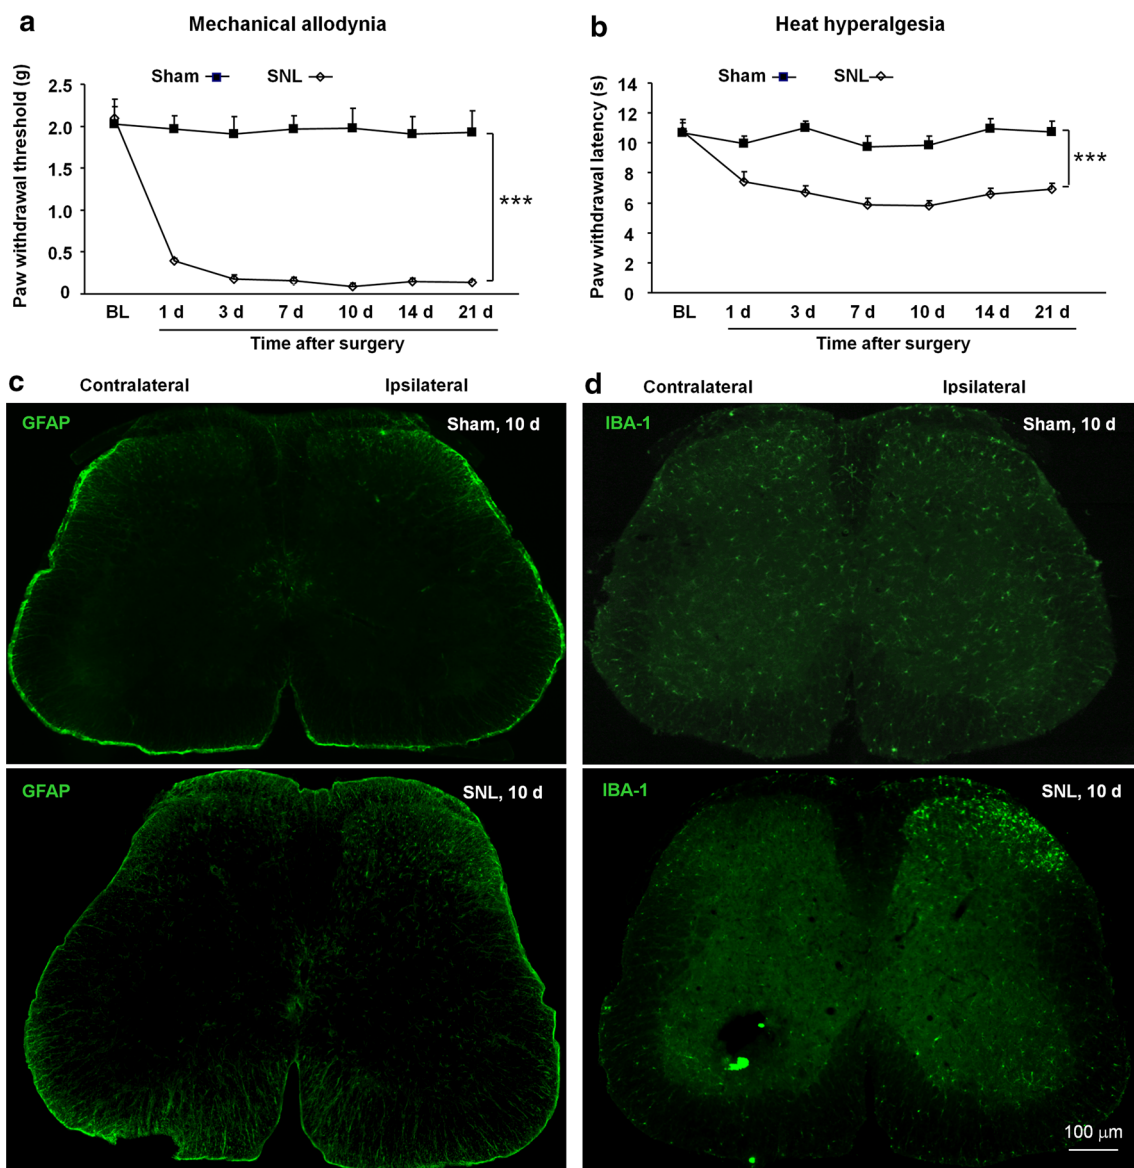 a
Mechanical allodynia
Sham
SNL
Paw withdrawal threshold (g)
2.5
2.0
1.5
1.0
0.5
0
***
BL 1 d 3 d 7 d 10 d 14 d 21 d
Time after surgery
b
Heat hyperalgesia
Sham
SNL
Paw withdrawal latency (s)
14
12
10
8
6
4
2
0
***
BL 1 d 3 d 7 d 10 d 14 d 21 d
Time after surgery
c
Contralateral Ipsilateral
GFAP
Sham, 10 d
GFAP
SNL, 10 d
d
Contralateral Ipsilateral
IBA-1
Sham, 10 d
IBA-1
SNL, 10 d
100 μm